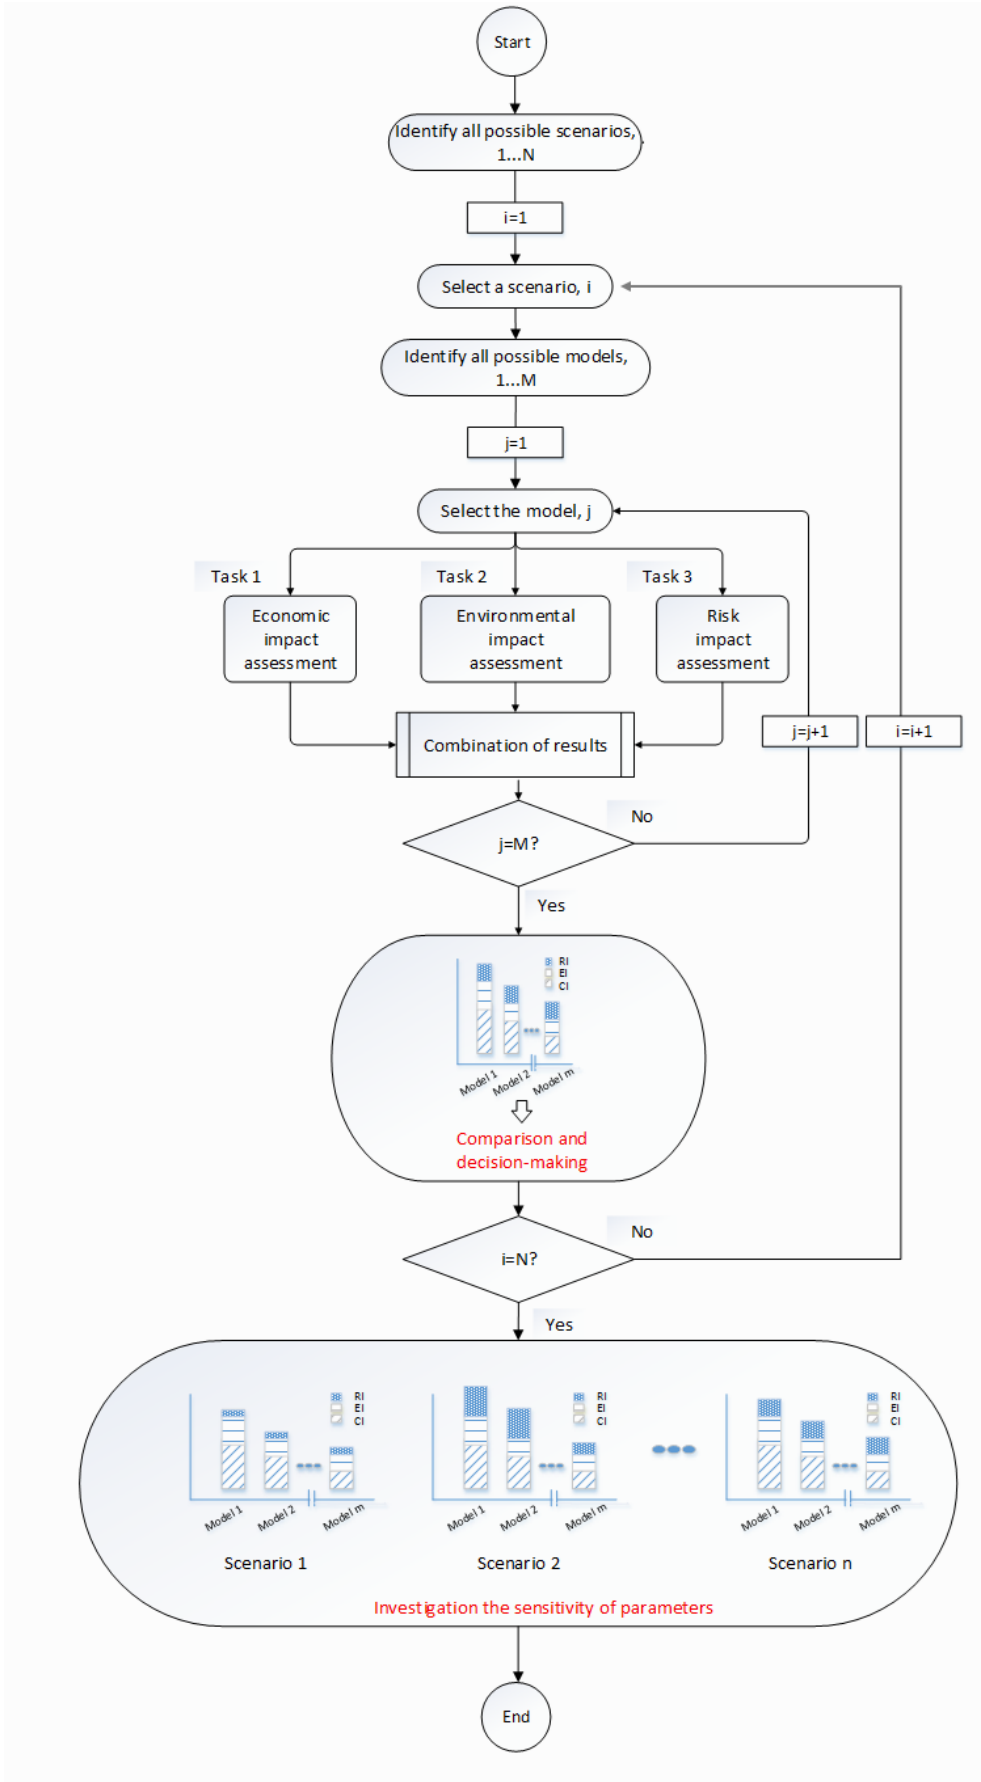 Start
Identify all possible scenarios,
1...N
i=1
Select a scenario, i
Identify all possible models,
1...M
j=1
Select the model, j
Task 1
Task 2
Task 3
Economic
impact
assessment
Environmental
impact
assessment
Risk
impact
assessment
Combination of results
j=j+1
i=i+1
No
j=M?
Yes
RI
EI
CI
Model 1
Model 2
Model m
Comparison and
decision-making
No
i=N?
Yes
RI
EI
CI
Model 1
Model 2
Model m
Scenario 1
RI
EI
CI
Model 1
Model 2
Model m
Scenario 2
RI
EI
CI
Model 1
Model 2
Model m
Scenario n
Investigation the sensitivity of parameters
End